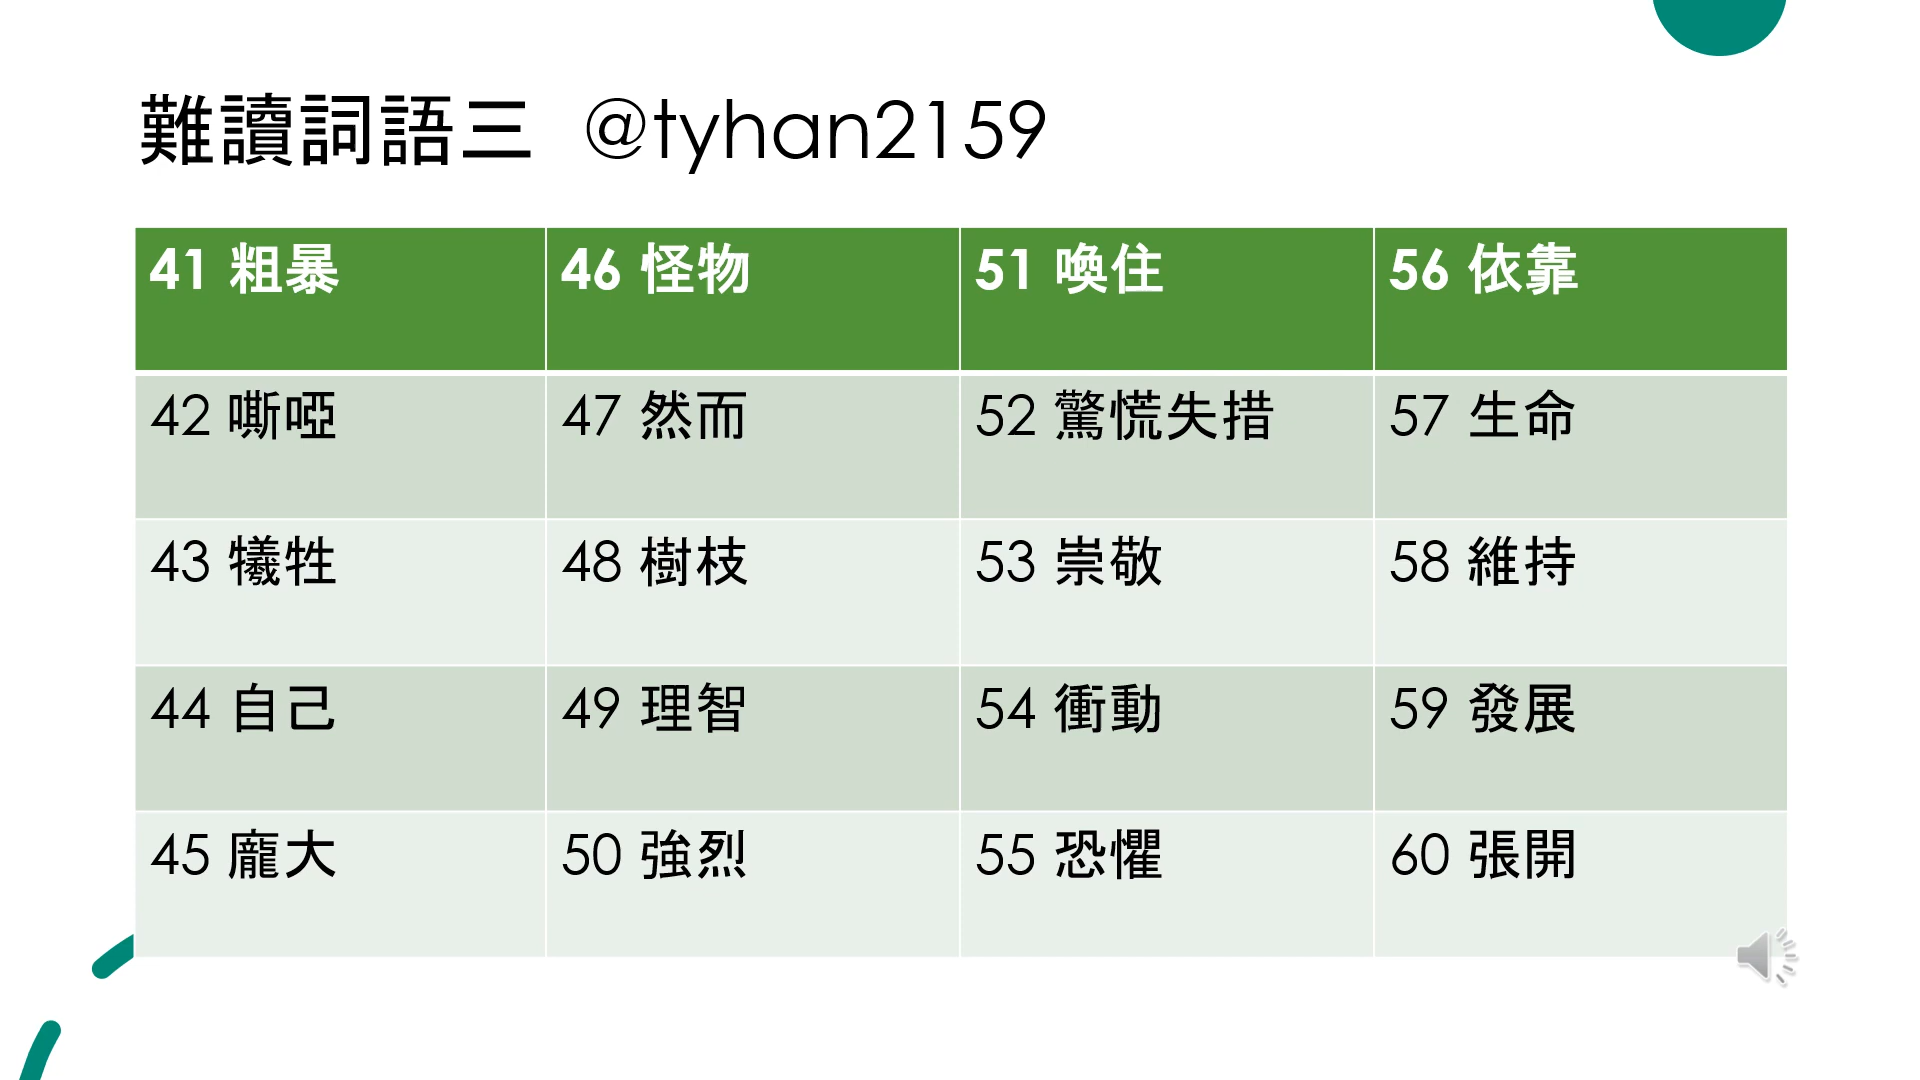 難讀詞語三 @tyhan2159
41 粗暴 46 怪物 51 喚住 56 依靠
42 嘶啞 47 然而 52 驚慌失措 57 生命
43 犧牲 48 樹枝 53 崇敬 58 維持
44 自己 49 理智 54 衝動 59 發展
45 龐大 50 強烈 55 恐懼 60 張開